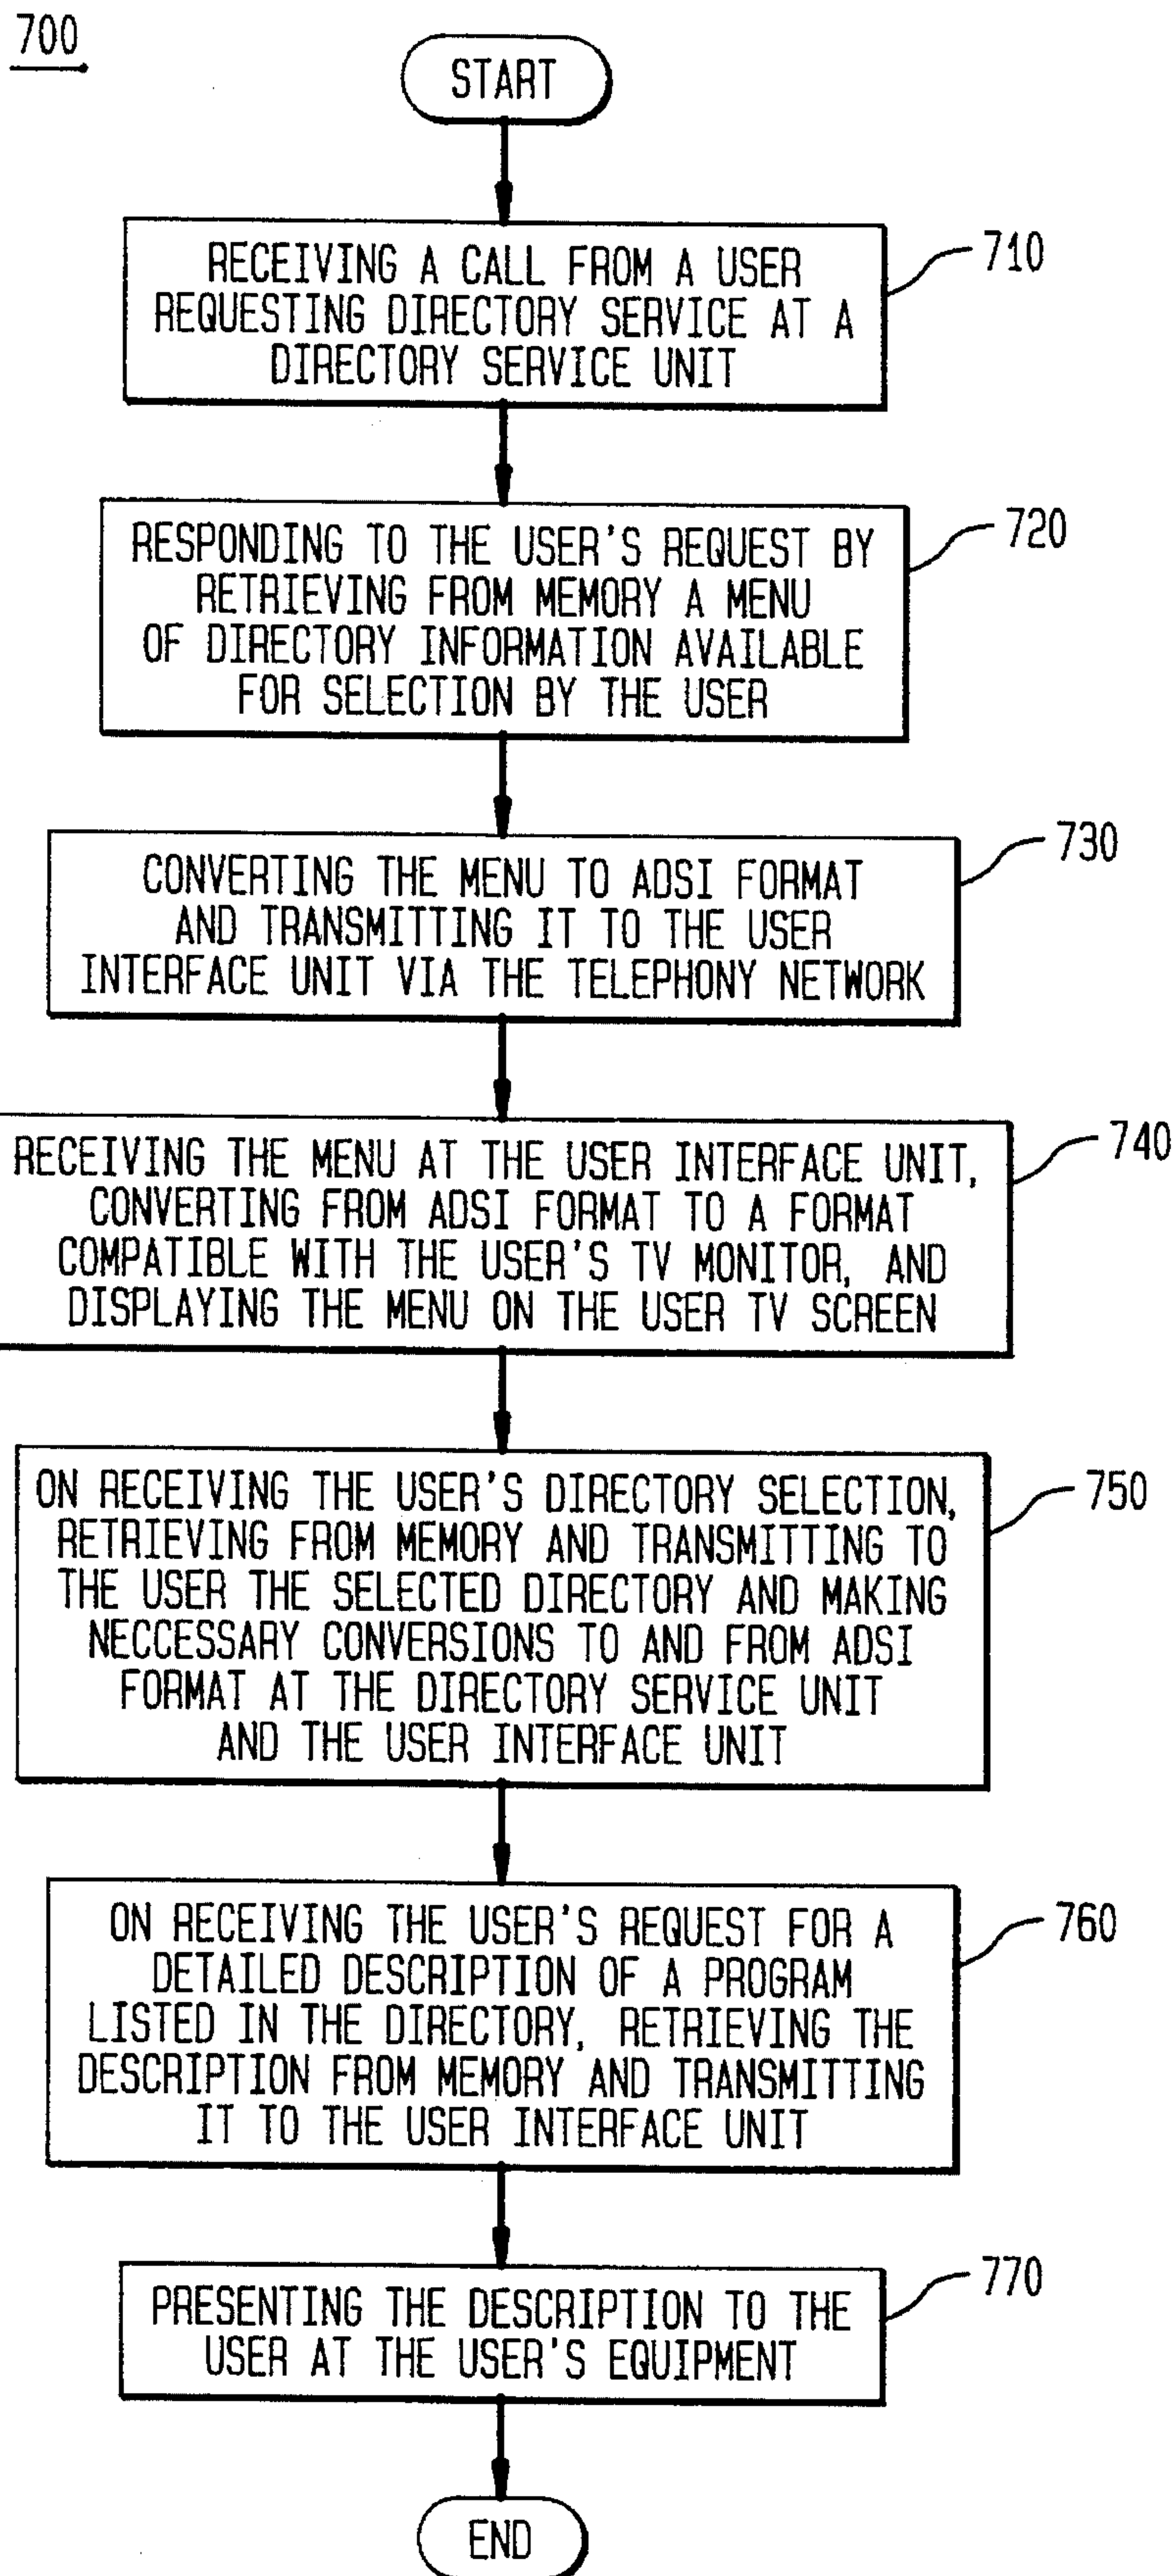 700
START
RECEIVING A CALL FROM A USER
REQUESTING DIRECTORY SERVICE AT A
DIRECTORY SERVICE UNIT
710
RESPONDING TO THE USER'S REQUEST BY
RETRIEVING FROM MEMORY A MENU
OF DIRECTORY INFORMATION AVAILABLE
FOR SELECTION BY THE USER
720
CONVERTING THE MENU TO ADSI FORMAT
AND TRANSMITTING IT TO THE USER
INTERFACE UNIT VIA THE TELEPHONY NETWORK
730
RECEIVING THE MENU AT THE USER INTERFACE UNIT,
CONVERTING FROM ADSI FORMAT TO A FORMAT
COMPATIBLE WITH THE USER'S TV MONITOR, AND
DISPLAYING THE MENU ON THE USER TV SCREEN
740
ON RECEIVING THE USER'S DIRECTORY SELECTION,
RETRIEVING FROM MEMORY AND TRANSMITTING TO
THE USER THE SELECTED DIRECTORY AND MAKING
NECCESSARY CONVERSIONS TO AND FROM ADSI
FORMAT AT THE DIRECTORY SERVICE UNIT
AND THE USER INTERFACE UNIT
750
ON RECEIVING THE USER'S REQUEST FOR A
DETAILED DESCRIPTION OF A PROGRAM
LISTED IN THE DIRECTORY, RETRIEVING THE
DESCRIPTION FROM MEMORY AND TRANSMITTING
IT TO THE USER INTERFACE UNIT
760
PRESENTING THE DESCRIPTION TO THE
USER AT THE USER'S EQUIPMENT
770
END